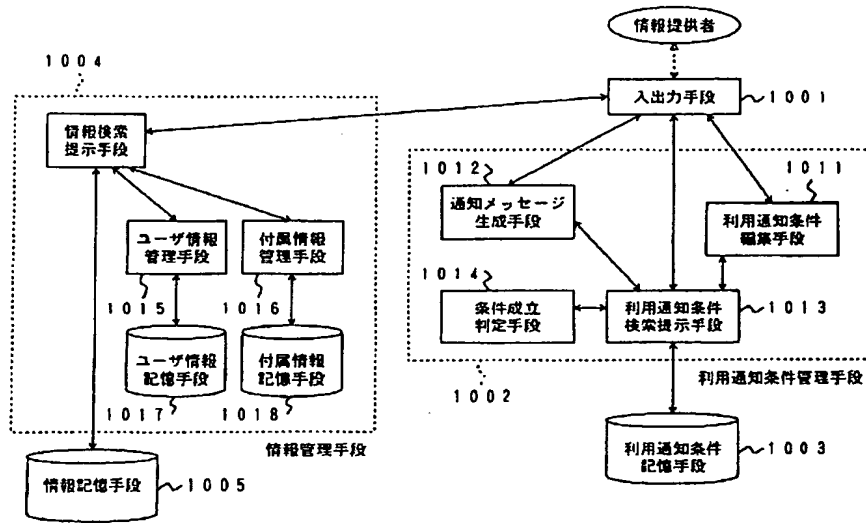 情報提供者
1004
入出力手段
1001
情報検索
提示手段
1012
1011
通知メッセージ
生成手段
利用通知条件
編集手段
ユーザ情報
管理手段
付属情報
管理手段
1014
1015
1016
条件成立
判定手段
利用通知条件
検索提示手段
1013
ユーザ情報
記憶手段
付属情報
記憶手段
利用通知条件管理手段
1002
1017
1018
情報管理手段
情報記憶手段
1005
利用通知条件
記憶手段
1003